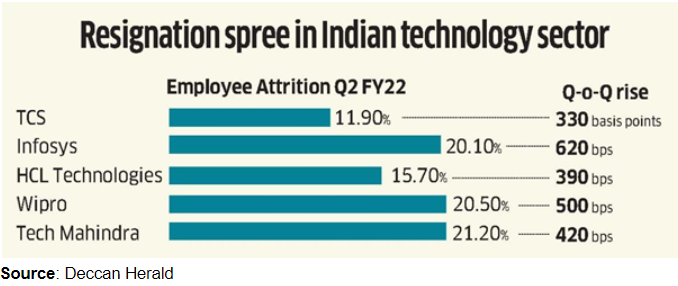 Resignation spree in Indian technology sector
Employee Attrition Q2 FY22 Q-o-Q rise
TCS 11.90% 330 basis points
Infosys 20.10% 620 bps
HCL Technologies 15.70% 390 bps
Wipro 20.50% 500 bps
Tech Mahindra 21.20% 420 bps
Source: Deccan Herald